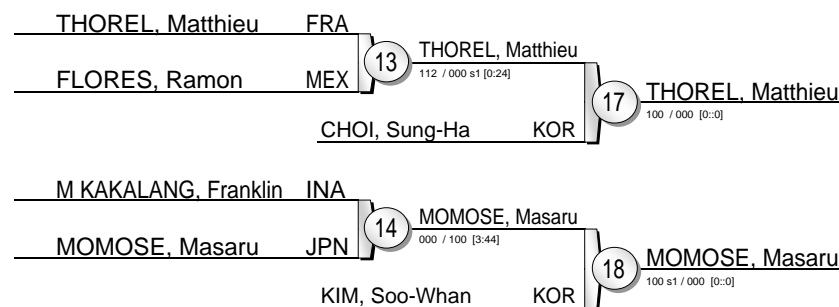 THOREL, Matthieu FRA
13
THOREL, Matthieu
112 / 000 s1 [0:24]
FLORES, Ramon MEX
17
THOREL, Matthieu
100 / 000 [0::0]
CHOI, Sung-Ha KOR
M KAKALANG, Franklin INA
14
MOMOSE, Masaru
000 / 100 [3:44]
MOMOSE, Masaru JPN
18
MOMOSE, Masaru
100 s1 / 000 [0::0]
KIM, Soo-Whan KOR